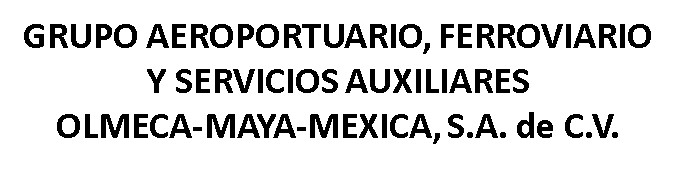 GRUPO AEROPORTUARIO, FERROVIARIO
Y SERVICIOS AUXILIARES
OLMECA-MAYA-MEXICA, S.A. de C.V.